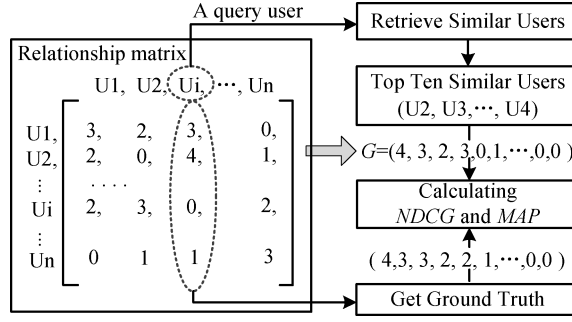 A query user
Relationship matrix
U1, U2, Ui, ···, Un
U1, 3, 2, 3, 0,
U2, 2, 0, 4, 1,
⋮ ····
Ui 2, 3, 0, 2,
⋮
Un 0 1 1 3
Retrieve Similar Users
Top Ten Similar Users
(U2, U3,···, U4)
G=(4, 3, 2, 3,0,1,···,0,0 )
Calculating
NDCG and MAP
( 4,3, 3, 2, 2, 1,···,0,0 )
Get Ground Truth